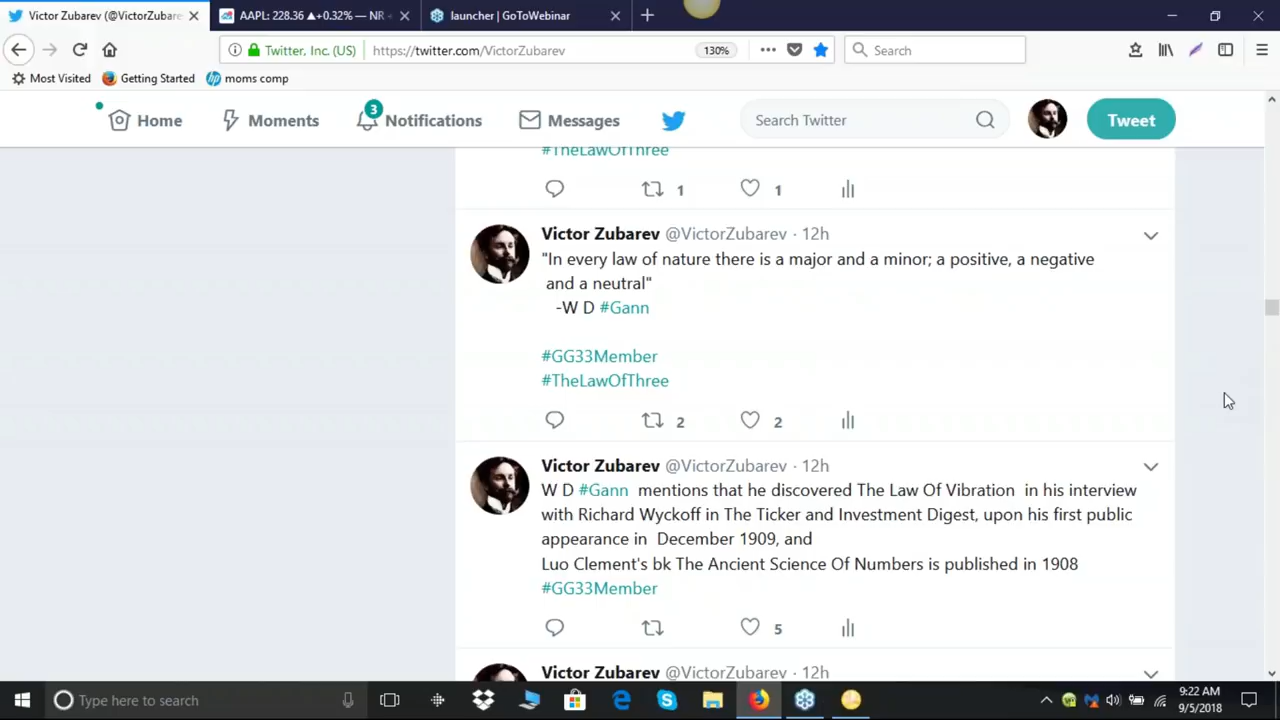 Victor Zubarev (@VictorZubare
AAPL: 228.36 ▲+0.32% — NR
launcher | GoToWebinar
Twitter, Inc. (US)
https://twitter.com/VictorZubarev
130%
Search
Most Visited
Getting Started
moms comp
Home
Moments
3
Notifications
Messages
Search Twitter
Tweet
#TheLawOfThree
1
1
Victor Zubarev @VictorZubarev · 12h
"In every law of nature there is a major and a minor; a positive, a negative
and a neutral"
-W D #Gann
#GG33Member
#TheLawOfThree
2
2
Victor Zubarev @VictorZubarev · 12h
W D #Gann mentions that he discovered The Law Of Vibration in his interview
with Richard Wyckoff in The Ticker and Investment Digest, upon his first public
appearance in December 1909, and
Luo Clement's bk The Ancient Science Of Numbers is published in 1908
#GG33Member
5
Victor Zubarev @VictorZubarev · 12h
Type here to search
9:22 AM
9/5/2018